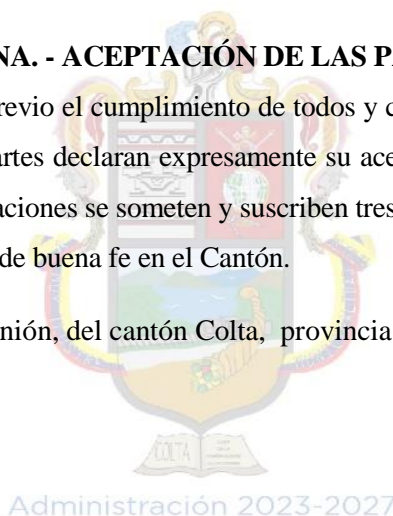 NA. - ACEPTACIÓN DE LAS PA
revio el cumplimiento de todos y c
artes declaran expresamente su ace
aciones se someten y suscriben tres
de buena fe en el Cantón.
nión, del cantón Colta, provincia
COLTA
Administración 2023-2027